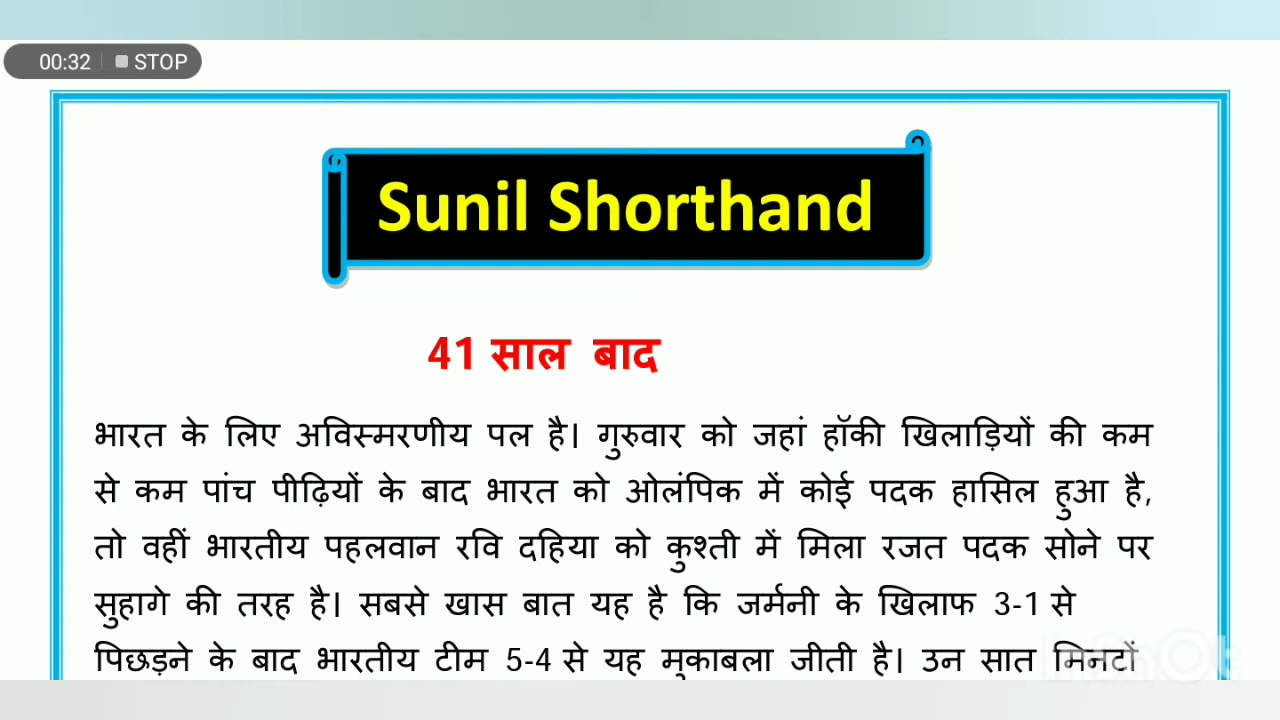 00:32 STOP
Sunil Shorthand
41 साल बाद
भारत के लिए अविस्मरणीय पल है। गुरुवार को जहां हॉकी खिलाड़ियों की कम
से कम पांच पीढ़ियों के बाद भारत को ओलंपिक में कोई पदक हासिल हुआ है,
तो वहीं भारतीय पहलवान रवि दहिया को कुश्ती में मिला रजत पदक सोने पर
सुहागे की तरह है। सबसे खास बात यह है कि जर्मनी के खिलाफ 3-1 से
पिछड़ने के बाद भारतीय टीम 5-4 से यह मुकाबला जीती है। उन सात मिनटों